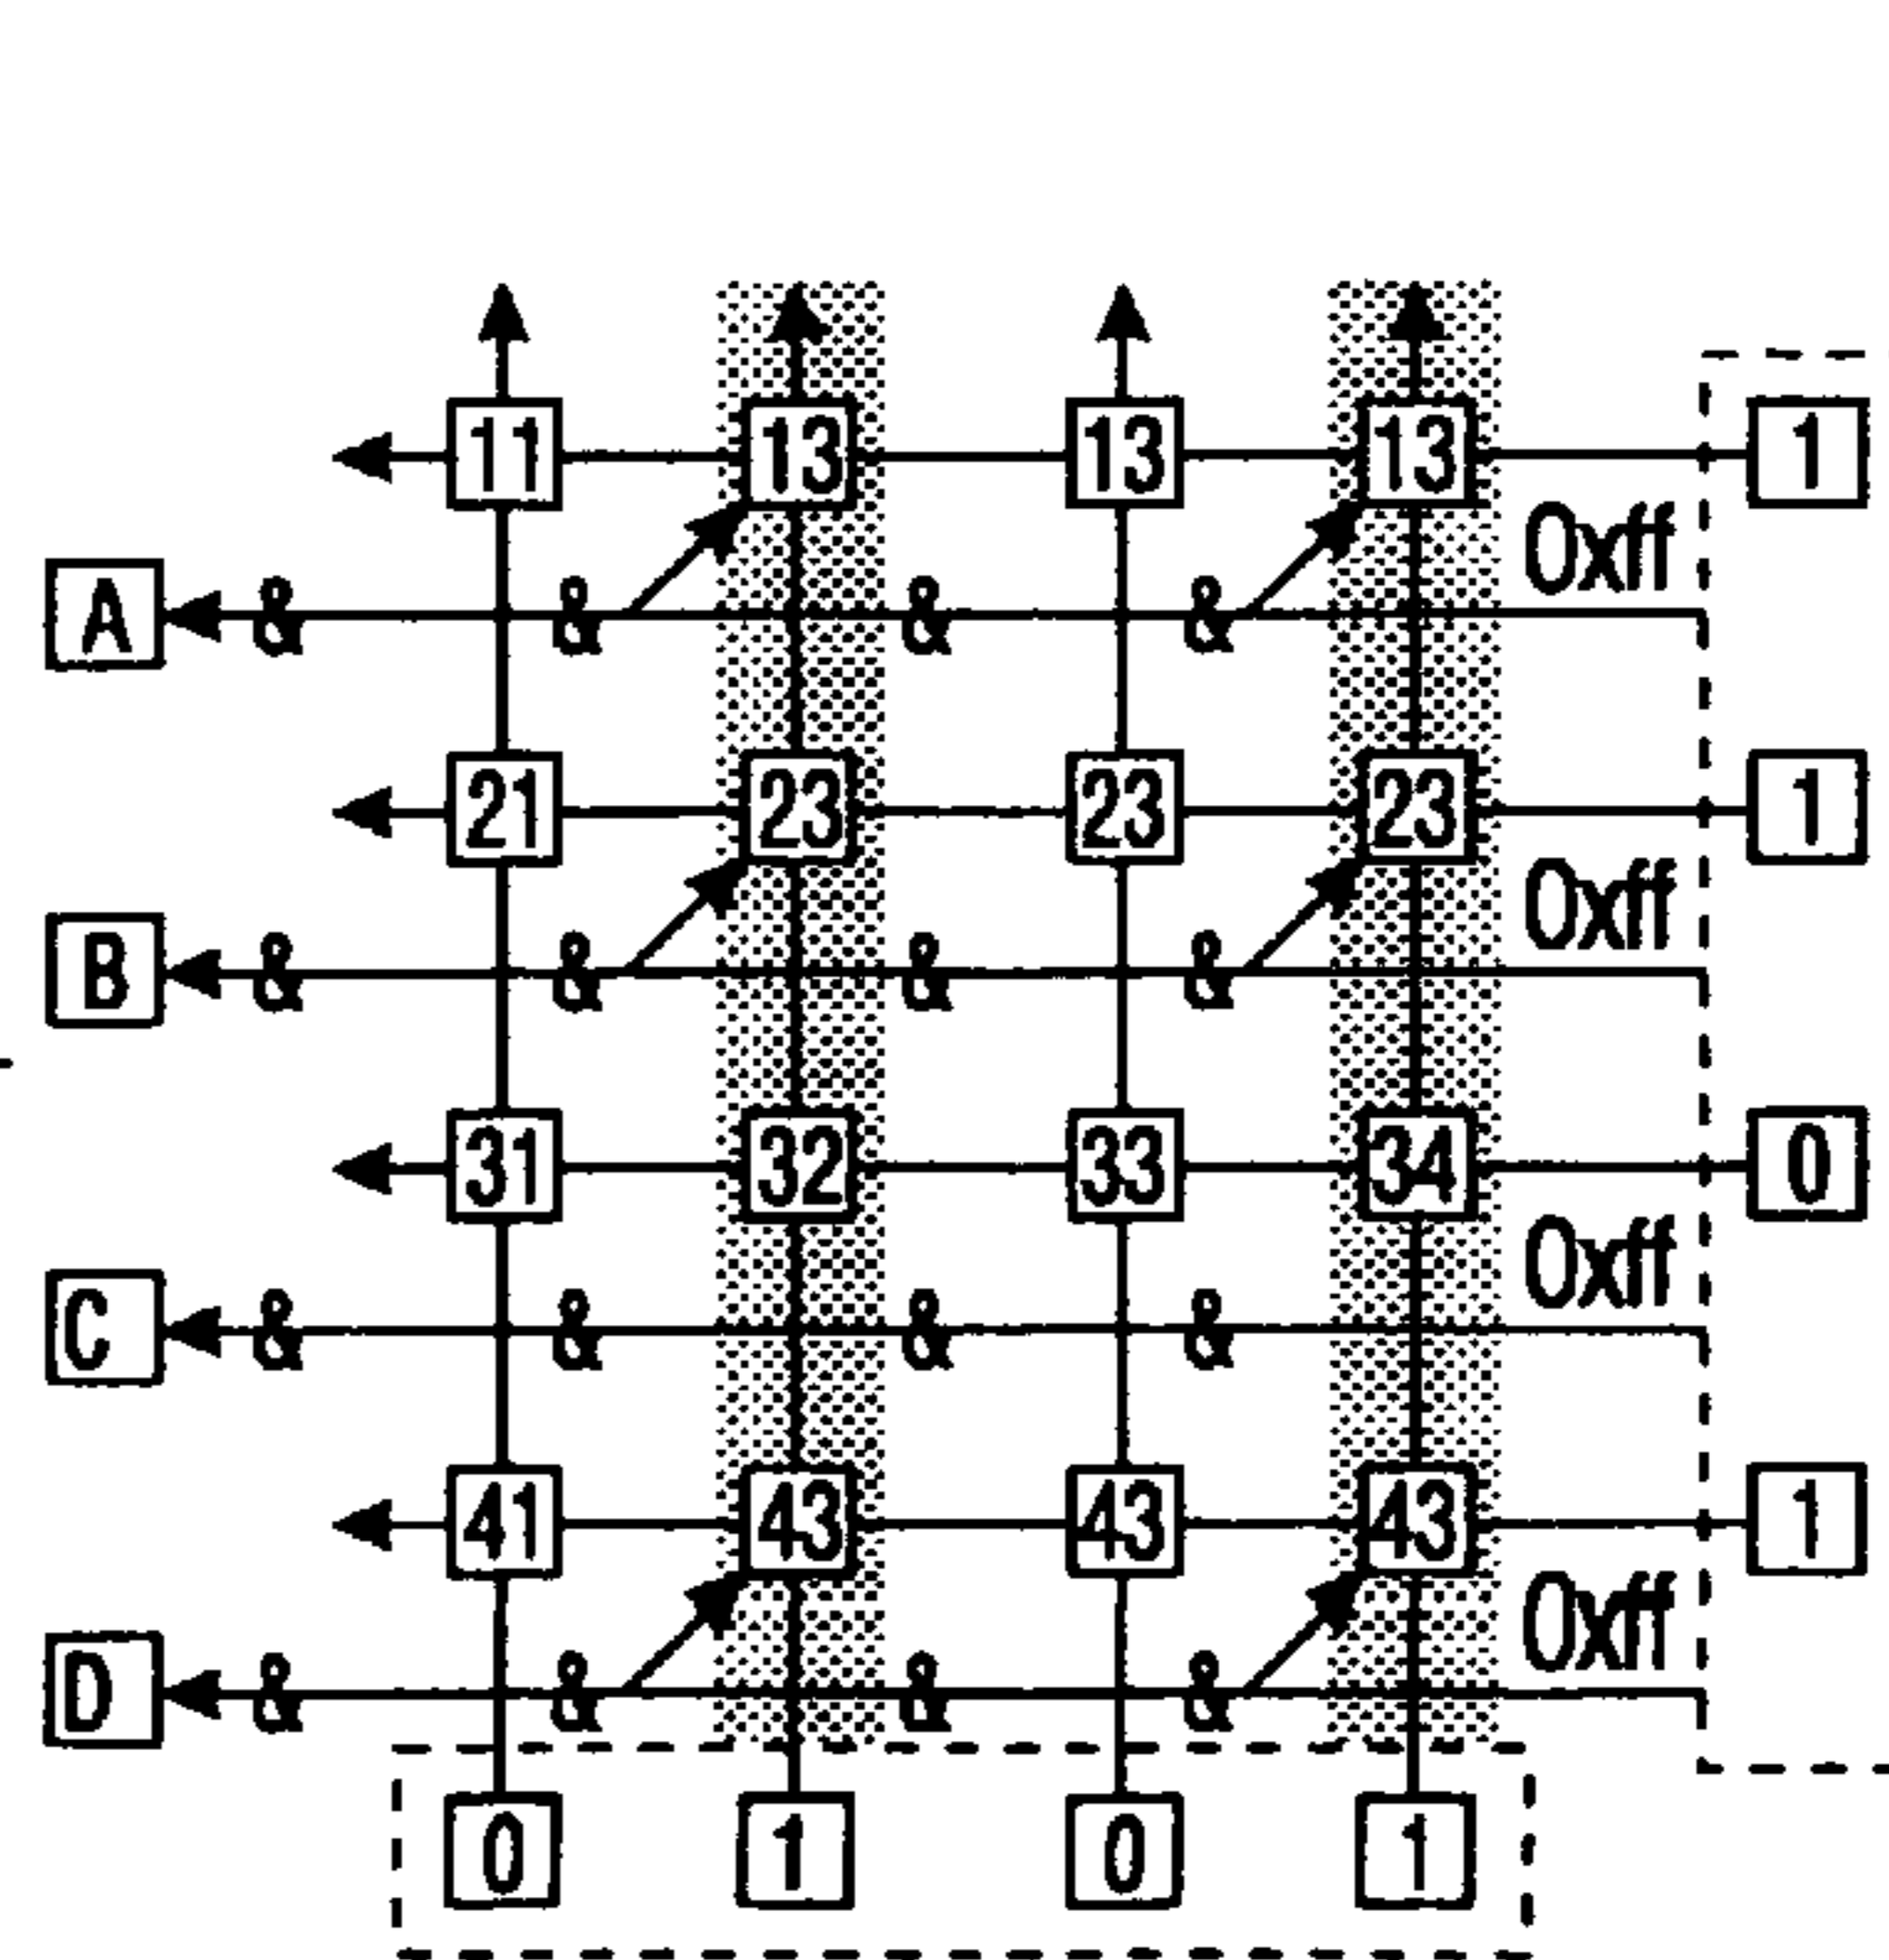 11 13 13 13 1
0xff
A & & & &
21 23 23 23 1
0xff
B & & & &
31 32 33 34 0
0xff
C & & & &
41 43 43 43 1
0xff
D & & & &
0 1 0 1